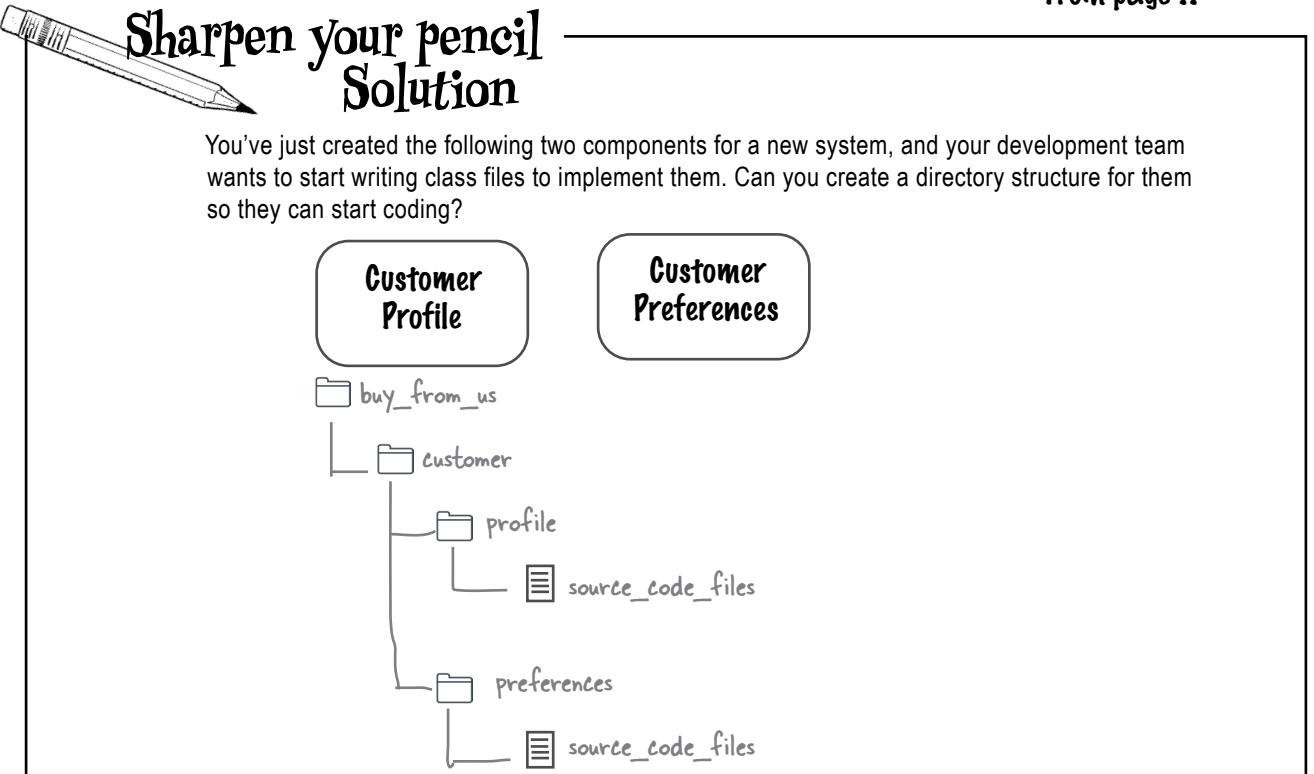 Sharpen your pencil
Solution
You’ve just created the following two components for a new system, and your development team
wants to start writing class files to implement them. Can you create a directory structure for them
so they can start coding?
Customer
Profile
Customer
Preferences
buy_from_us
customer
profile
source_code_files
preferences
source_code_files